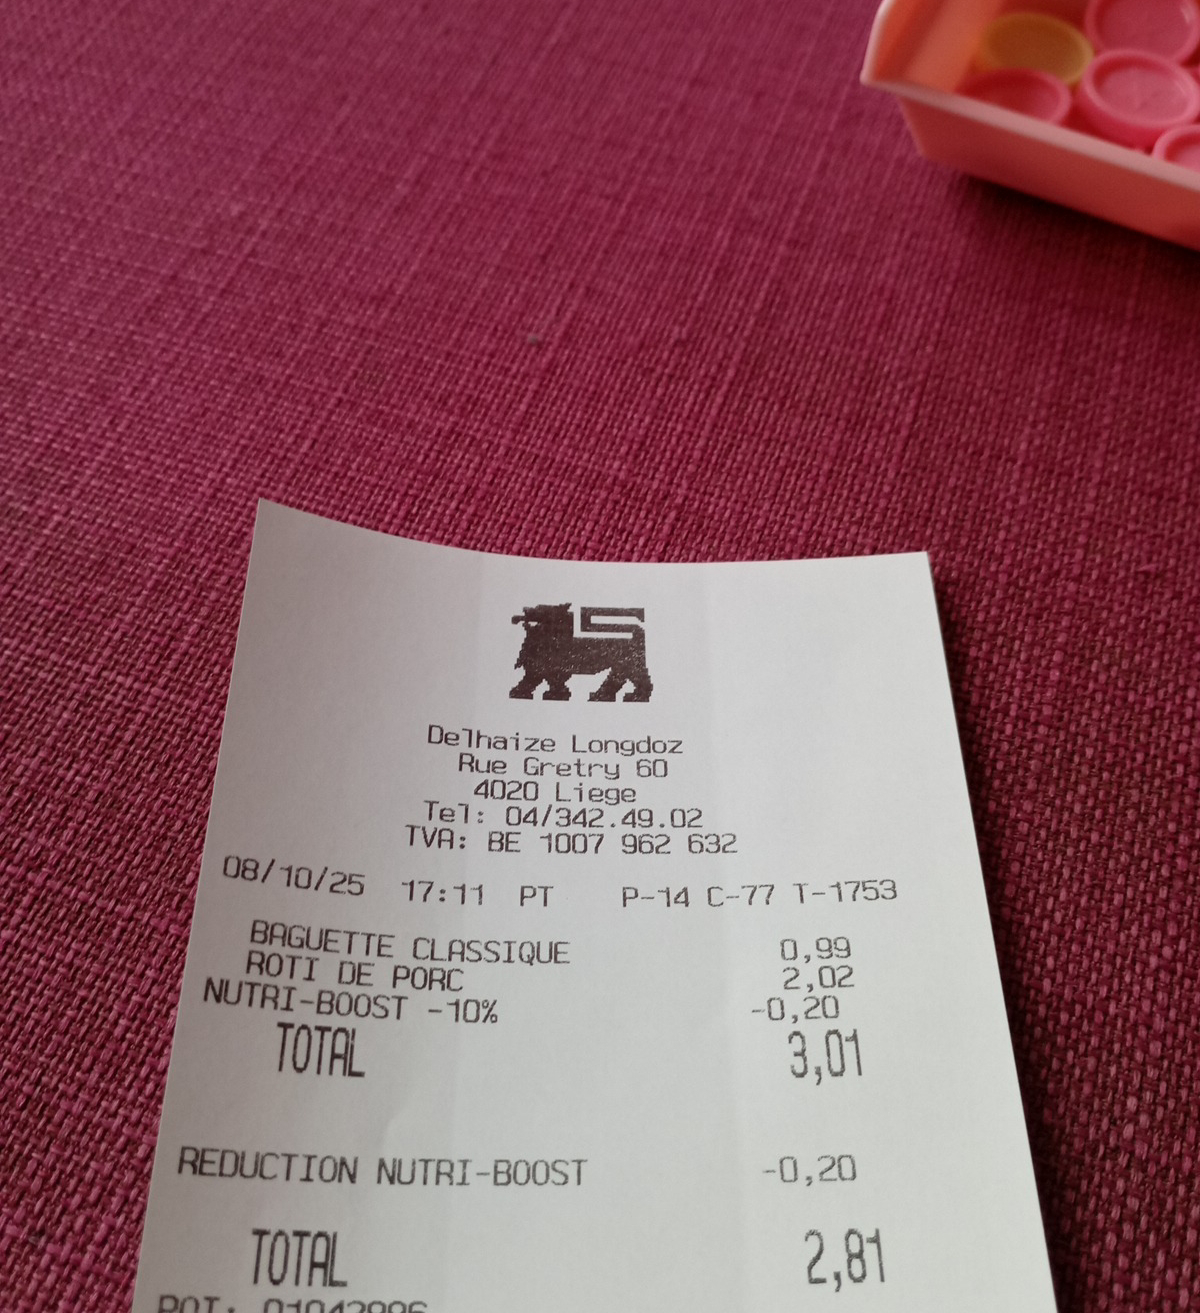 Delhaize Longdoz
Rue Gretry 60
4020 Liege
Tel: 04/342.49.02
TVA: BE 1007 962 632
08/10/25 17:11 PT P-14 C-77 T-1753
BAGUETTE CLASSIQUE 0,99
ROTI DE PORC 2,02
NUTRI-BOOST -10% -0,20
TOTAL 3,01
REDUCTION NUTRI-BOOST -0,20
TOTAL 2,81